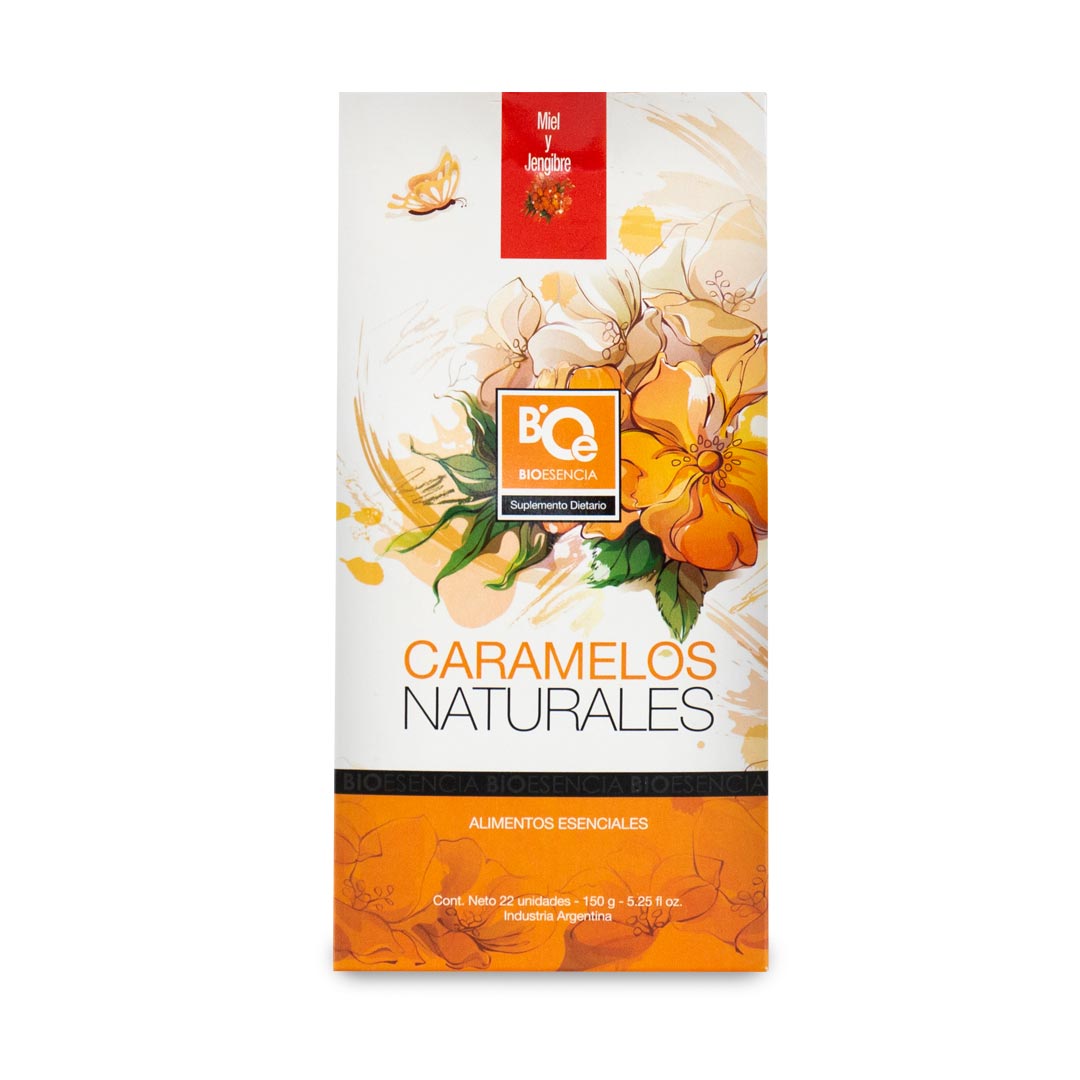 Miel
y
Jengibre
BiOe
BIOESENCIA
Suplemento Dietario
CARAMELOS
NATURALES
BIOESENCIA BIOESENCIA BIOESENCIA
ALIMENTOS ESENCIALES
Cont. Neto 22 unidades - 150 g - 5.25 fl oz.
Industria Argentina